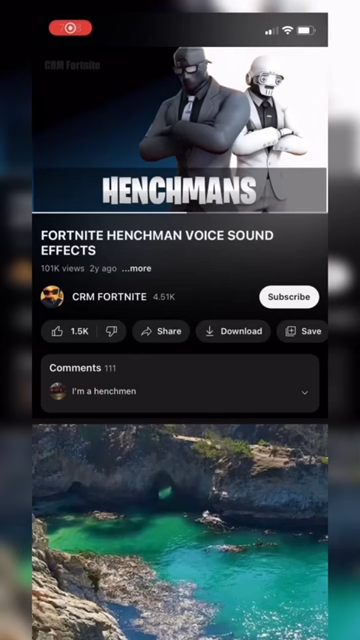 CRM Fortnite
HENCHMANS
FORTNITE HENCHMAN VOICE SOUND
EFFECTS
101K views 2y ago ...more
CRM FORTNITE 4.51K
Subscribe
1.5K
Share
Download
Save
Comments 111
I'm a henchmen